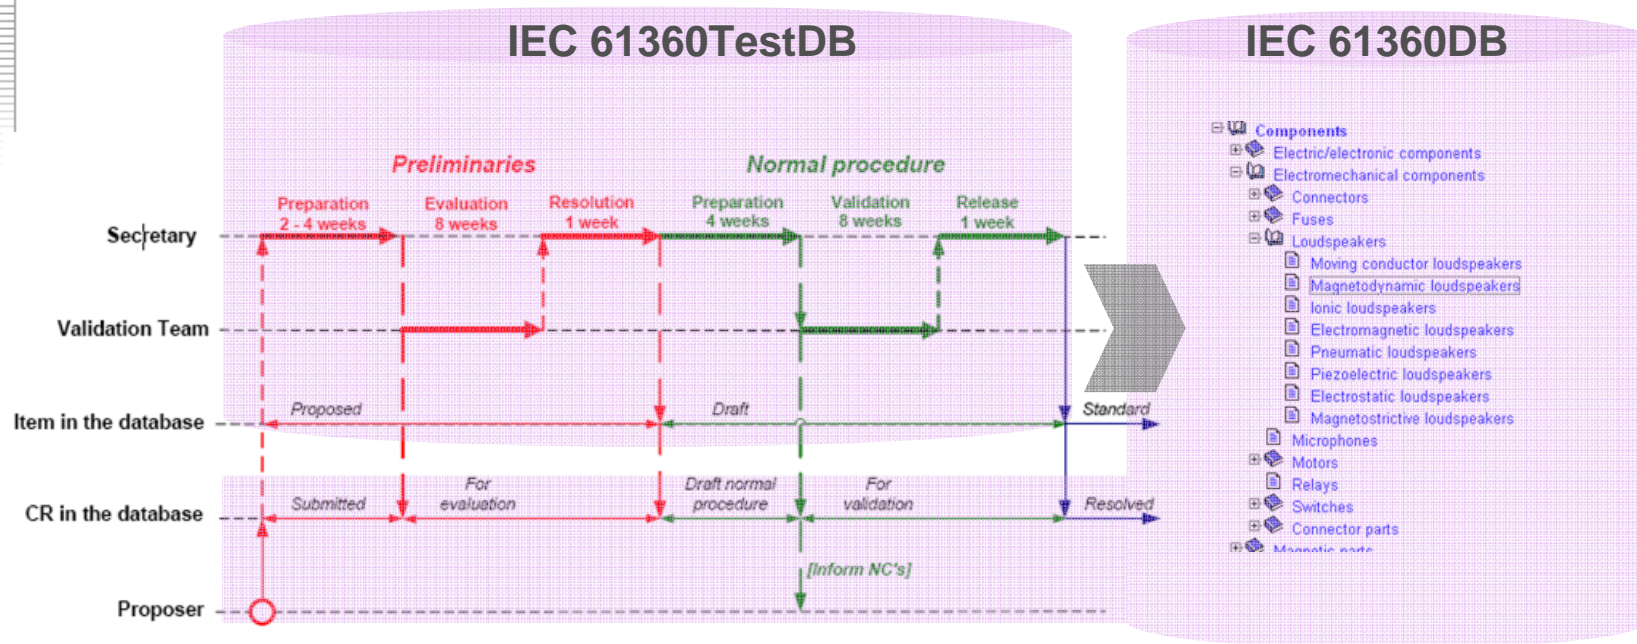 IEC 61360TestDB
IEC 61360DB
Preliminaries
Normal procedure
Preparation
2 - 4 weeks
Evaluation
8 weeks
Resolution
1 week
Preparation
4 weeks
Validation
8 weeks
Release
1 week
Secretary
Validation Team
Item in the database
Proposed
Draft
Standard
CR in the database
Submitted
For
evaluation
Draft normal
procedure
For
validation
Resolved
[Inform NC's]
Proposer
Components
Electric/electronic components
Electromechanical components
Connectors
Fuses
Loudspeakers
Moving conductor loudspeakers
Magnetodynamic loudspeakers
Ionic loudspeakers
Electromagnetic loudspeakers
Pneumatic loudspeakers
Piezoelectric loudspeakers
Electrostatic loudspeakers
Magnetostrictive loudspeakers
Microphones
Motors
Relays
Switches
Connector parts
Magnetic parts